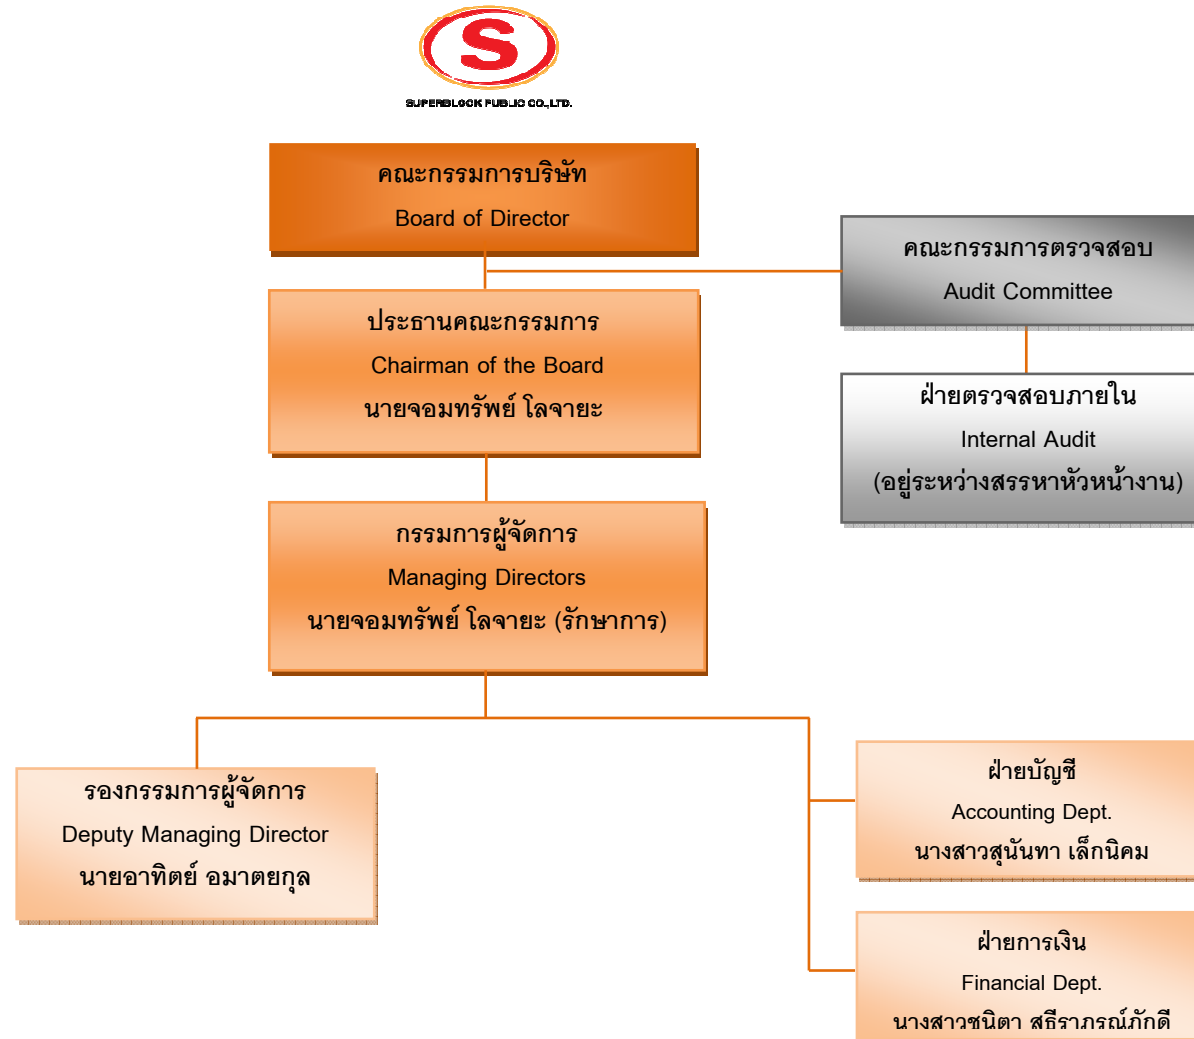 S
SUPERBLOCK PUBLIC CO.,LTD.
คณะกรรมการบริษัท
Board of Director
คณะกรรมการตรวจสอบ
Audit Committee
ประธานคณะกรรมการ
Chairman of the Board
นายจอมทรัพย์ โลจายะ
ฝ่ายตรวจสอบภายใน
Internal Audit
(อยู่ระหว่างสรรหาหัวหน้างาน)
กรรมการผู้จัดการ
Managing Directors
นายจอมทรัพย์ โลจายะ (รักษาการ)
รองกรรมการผู้จัดการ
Deputy Managing Director
นายอาทิตย์ อมาตยกุล
ฝ่ายบัญชี
Accounting Dept.
นางสาวสุนันทา เล็กนิคม
ฝ่ายการเงิน
Financial Dept.
นางสาวชนิตา สธีราภรณ์ภักดี